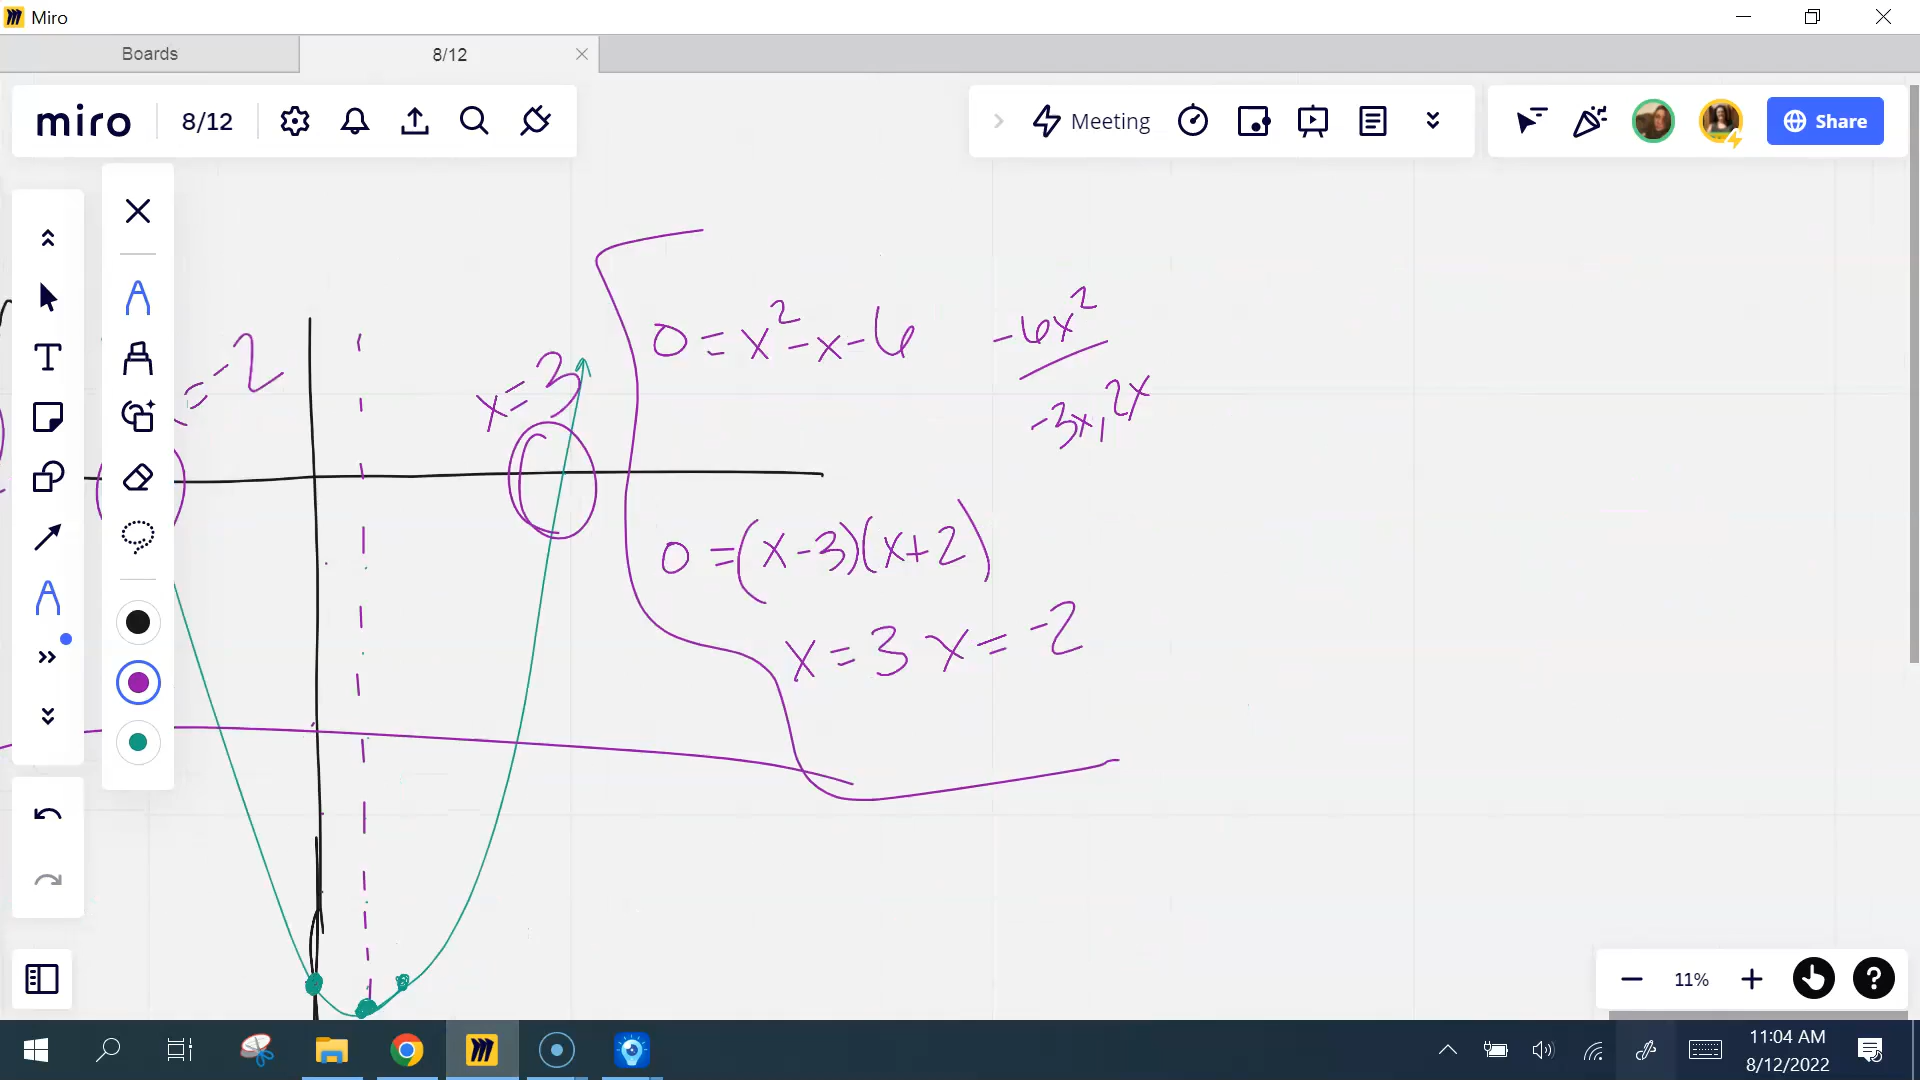 Miro
Boards
8/12
miro
8/12
Meeting
Share
= -2
x = 3
0 = x² - x - 6
-6x²
-3x, 2x
0 = (x - 3)(x + 2)
x = 3 x = -2
11%
11:04 AM
8/12/2022